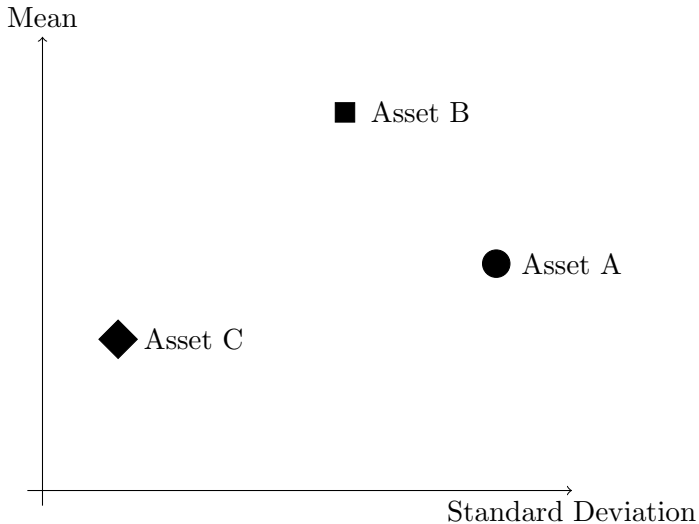 Mean
Asset B
Asset A
Asset C
Standard Deviation